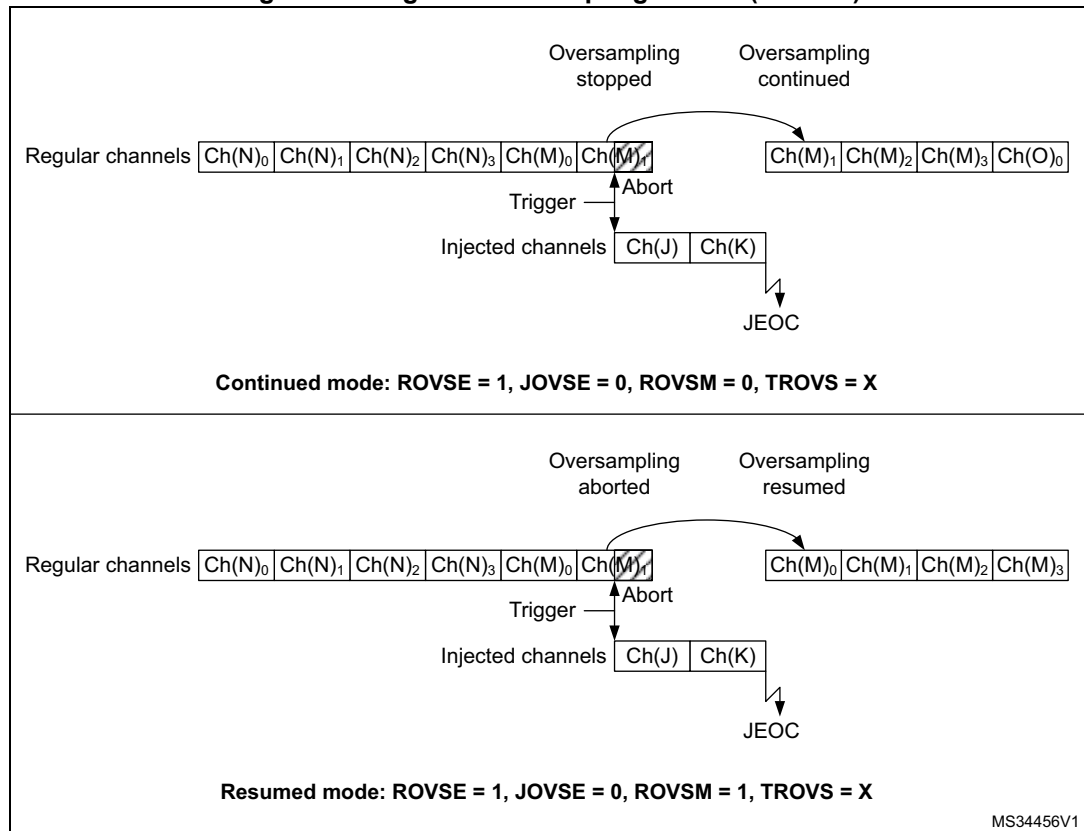 Oversampling stopped
Oversampling continued
Regular channels Ch(N)₀ Ch(N)₁ Ch(N)₂ Ch(N)₃ Ch(M)₀ Ch(M)₁ Ch(M)₁ Ch(M)₂ Ch(M)₃ Ch(O)₀
Abort
Trigger
Injected channels Ch(J) Ch(K)
JEOC
Continued mode: ROVSE = 1, JOVSE = 0, ROVSM = 0, TROVS = X
Oversampling aborted
Oversampling resumed
Regular channels Ch(N)₀ Ch(N)₁ Ch(N)₂ Ch(N)₃ Ch(M)₀ Ch(M)₁ Ch(M)₀ Ch(M)₁ Ch(M)₂ Ch(M)₃
Abort
Trigger
Injected channels Ch(J) Ch(K)
JEOC
Resumed mode: ROVSE = 1, JOVSE = 0, ROVSM = 1, TROVS = X
MS34456V1